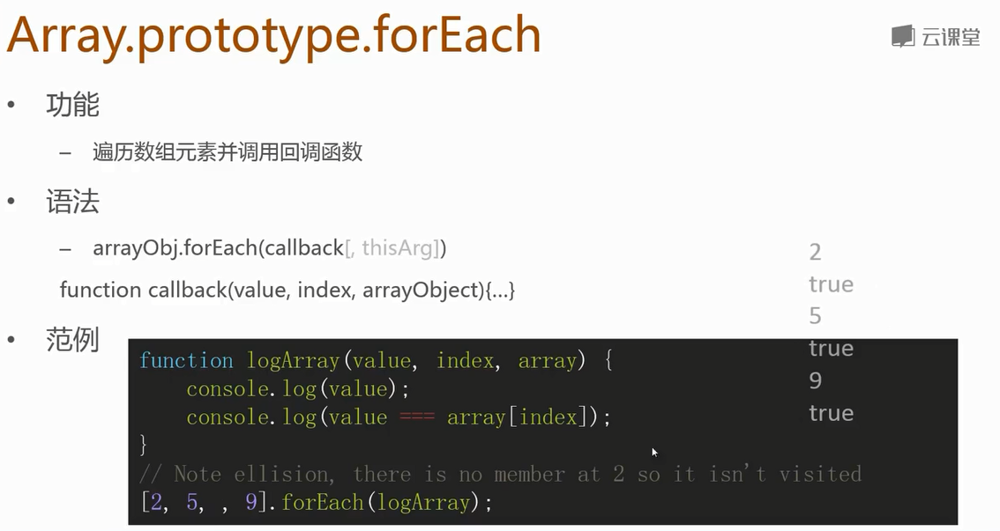 Array.prototype.forEach
云课堂
• 功能
– 遍历数组元素并调用回调函数
• 语法
– arrayObj.forEach(callback[, thisArg])
function callback(value, index, arrayObject){...}
• 范例
function logArray(value, index, array) {
    console.log(value);
    console.log(value === array[index]);
}
// Note ellision, there is no member at 2 so it isn't visited
[2, 5, , 9].forEach(logArray);
2
true
5
true
9
true